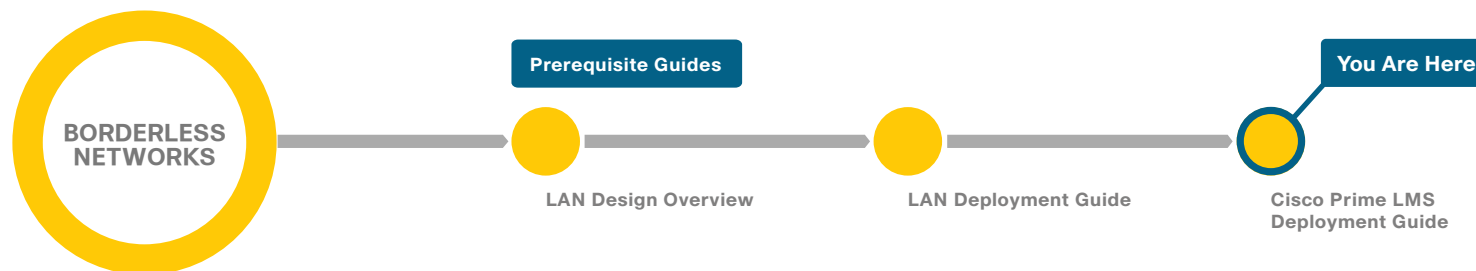 Prerequisite Guides
You Are Here
BORDERLESS
NETWORKS
LAN Design Overview
LAN Deployment Guide
Cisco Prime LMS
Deployment Guide